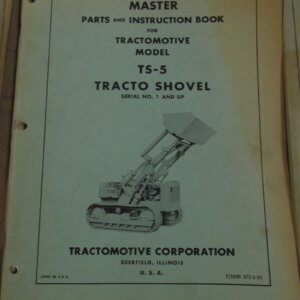 MASTER
PARTS AND INSTRUCTION BOOK
FOR
TRACTOMOTIVE
MODEL
TS-5
TRACTO SHOVEL
SERIAL NO. 1 AND UP
TRACTOMOTIVE CORPORATION
DEERFIELD, ILLINOIS
U. S. A.